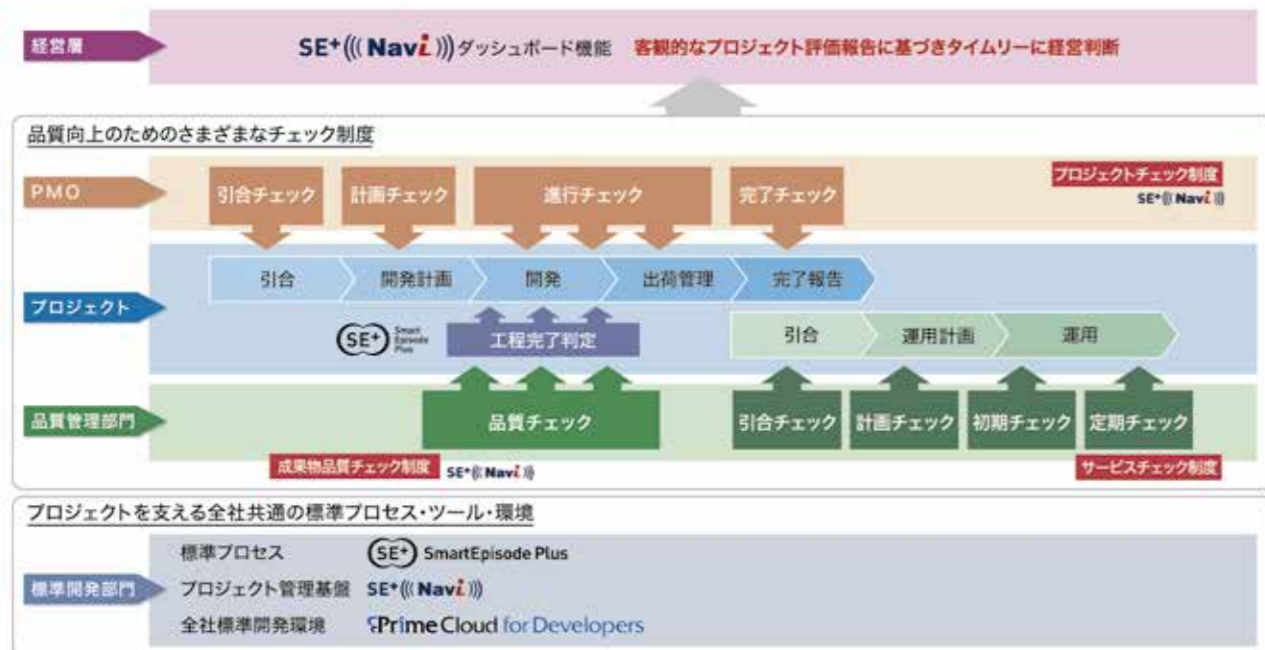 経営層
SE+(((Navi))) ダッシュボード機能 客観的なプロジェクト評価報告に基づきタイムリーに経営判断
品質向上のためのさまざまなチェック制度
PMO
引合チェック 計画チェック 進行チェック 完了チェック
プロジェクトチェック制度
SE+(((Navi)))
プロジェクト
引合 開発計画 開発 出荷管理 完了報告
SE+ Smart Episode Plus
工程完了判定
引合 運用計画 運用
品質管理部門
品質チェック
引合チェック 計画チェック 初期チェック 定期チェック
成果物品質チェック制度 SE+(((Navi)))
サービスチェック制度
プロジェクトを支える全社共通の標準プロセス・ツール・環境
標準開発部門
標準プロセス SE+ SmartEpisode Plus
プロジェクト管理基盤 SE+(((Navi)))
全社標準開発環境 PrimeCloud for Developers